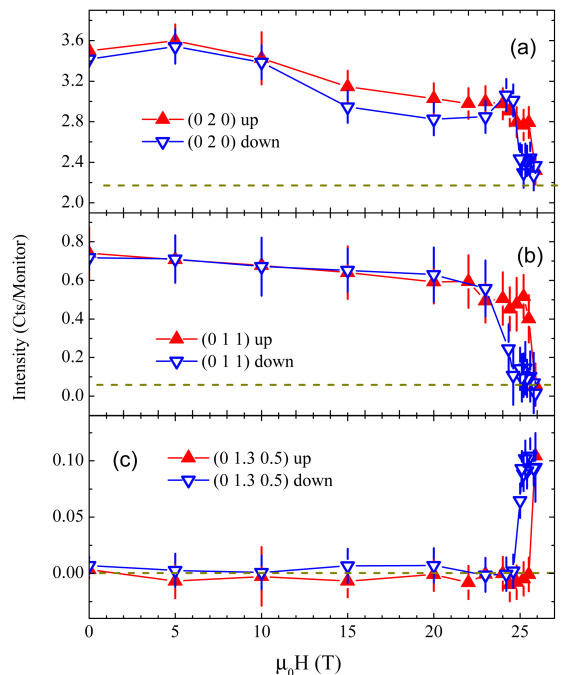 3.6
3.2
2.8
2.4
2.0
(a)
(0 2 0) up
(0 2 0) down
0.8
0.6
0.4
0.2
0.0
(b)
(0 1 1) up
(0 1 1) down
Intensity (Cts/Monitor)
0.10
0.05
0.00
(c)
(0 1.3 0.5) up
(0 1.3 0.5) down
0 5 10 15 20 25
μ₀H (T)